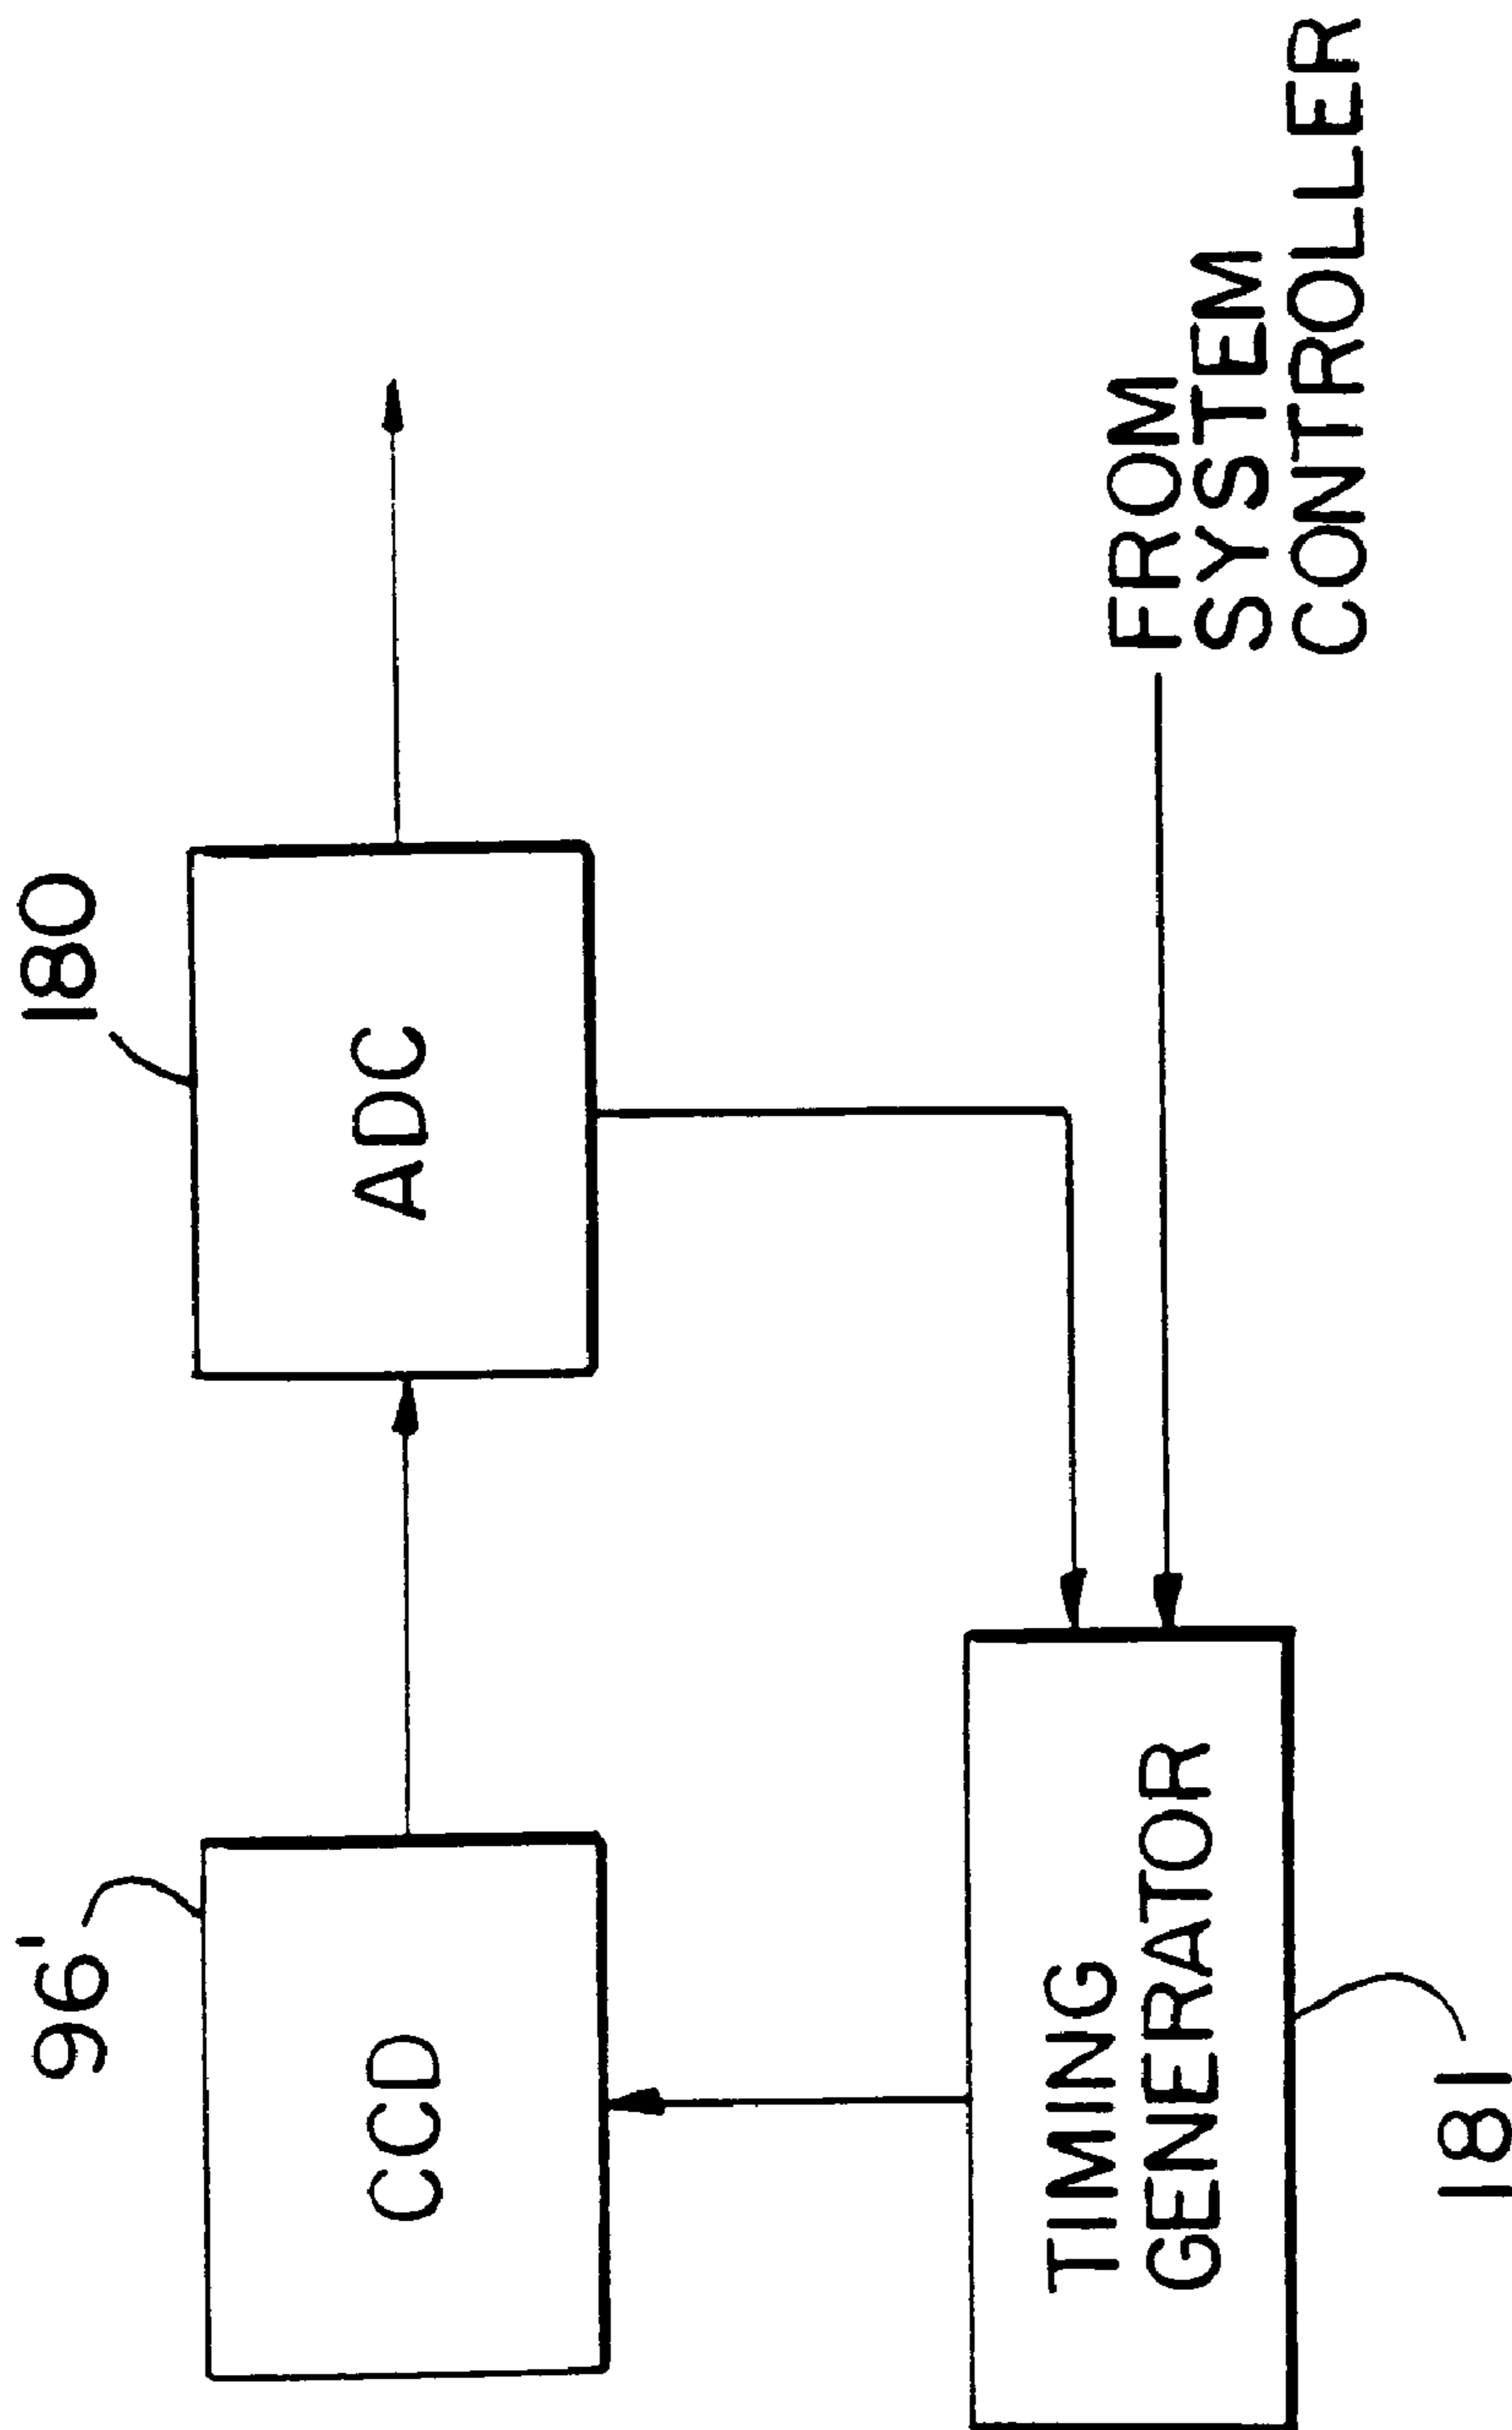 96'
180
CCD
ADC
TIMING
GENERATOR
FROM
SYSTEM
CONTROLLER
181